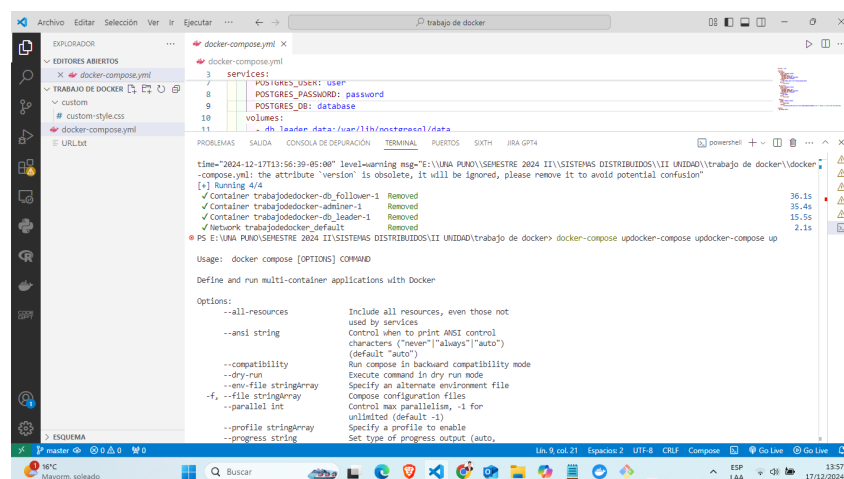 Archivo Editar Selección Ver Ir Ejecutar ··· trabajo de docker
EXPLORADOR ···
EDITORES ABIERTOS
docker-compose.yml
TRABAJO DE DOCKER
custom
# custom-style.css
docker-compose.yml
URL.txt
ESQUEMA
docker-compose.yml
docker-compose.yml
3 services:
7 POSTGRES_USER: user
8 POSTGRES_PASSWORD: password
9 POSTGRES_DB: database
10 volumes:
11 - db_leader_data:/var/lib/postgresql/data
PROBLEMAS SALIDA CONSOLA DE DEPURACIÓN TERMINAL PUERTOS SIXTH JIRA GPT4 powershell
time="2024-12-17T13:56:39-05:00" level=warning msg="E:\\UNA PUNO\\SEMESTRE 2024 II\\SISTEMAS DISTRIBUIDOS\\II UNIDAD\\trabajo de docker\\docker
-compose.yml: the attribute `version` is obsolete, it will be ignored, please remove it to avoid potential confusion"
[+] Running 4/4
✓ Container trabajodedocker-db_follower-1 Removed 36.1s
✓ Container trabajodedocker-adminer-1 Removed 35.4s
✓ Container trabajodedocker-db_leader-1 Removed 15.5s
✓ Network trabajodedocker_default Removed 2.1s
PS E:\UNA PUNO\SEMESTRE 2024 II\SISTEMAS DISTRIBUIDOS\II UNIDAD\trabajo de docker> docker-compose updocker-compose updocker-compose up
Usage: docker compose [OPTIONS] COMMAND
Define and run multi-container applications with Docker
Options:
--all-resources Include all resources, even those not
used by services
--ansi string Control when to print ANSI control
characters ("never"|"always"|"auto")
(default "auto")
--compatibility Run compose in backward compatibility mode
--dry-run Execute command in dry run mode
--env-file stringArray Specify an alternate environment file
-f, --file stringArray Compose configuration files
--parallel int Control max parallelism, -1 for
unlimited (default -1)
--profile stringArray Specify a profile to enable
--progress string Set type of progress output (auto,
master 0 0 0 Lín. 9, col. 21 Espacios: 2 UTF-8 CRLF Compose Go Live Go Live
16°C
Mayorm. soleado
Buscar
ESP
LAA
13:57
17/12/2024